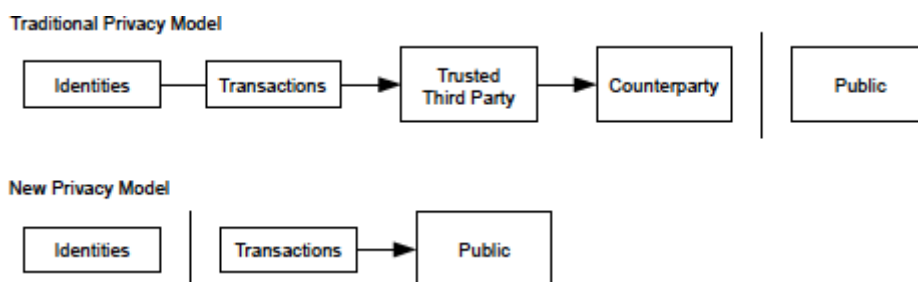 Traditional Privacy Model
Identities
Transactions
Trusted
Third Party
Counterparty
Public
New Privacy Model
Identities
Transactions
Public